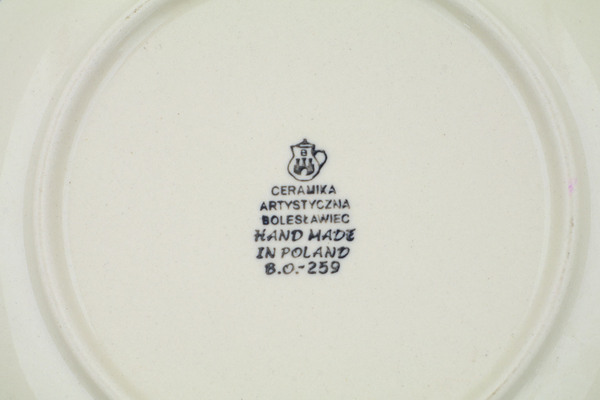 B
CERAMIKA
ARTYSTYCZNA
BOLESŁAWIEC
HAND MADE
IN POLAND
B.O.-259